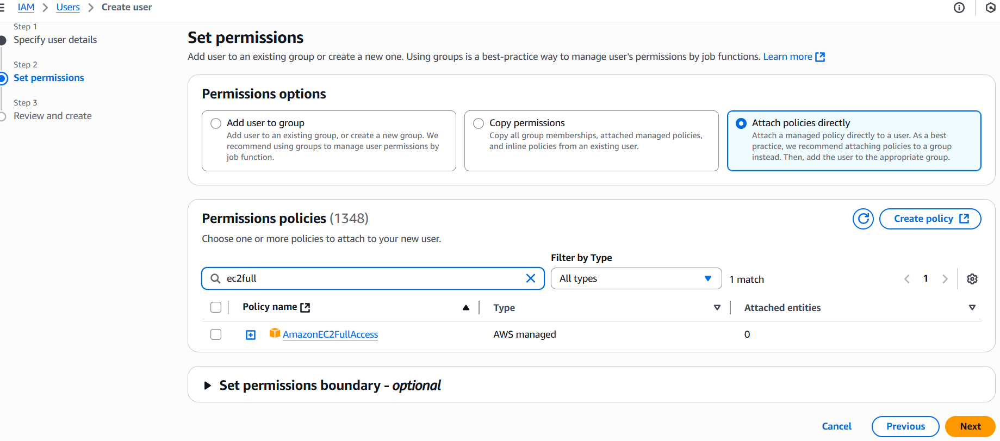 IAM > Users > Create user
Step 1
Specify user details
Step 2
Set permissions
Step 3
Review and create
Set permissions
Add user to an existing group or create a new one. Using groups is a best-practice way to manage user's permissions by job functions. Learn more
Permissions options
Add user to group
Add user to an existing group, or create a new group. We
recommend using groups to manage user permissions by
job function.
Copy permissions
Copy all group memberships, attached managed policies,
and inline policies from an existing user.
Attach policies directly
Attach a managed policy directly to a user. As a best
practice, we recommend attaching policies to a group
instead. Then, add the user to the appropriate group.
Permissions policies (1348)
Create policy
Choose one or more policies to attach to your new user.
Filter by Type
ec2full
All types
1 match
1
Policy name
Type
Attached entities
AmazonEC2FullAccess
AWS managed
0
Set permissions boundary - optional
Cancel
Previous
Next